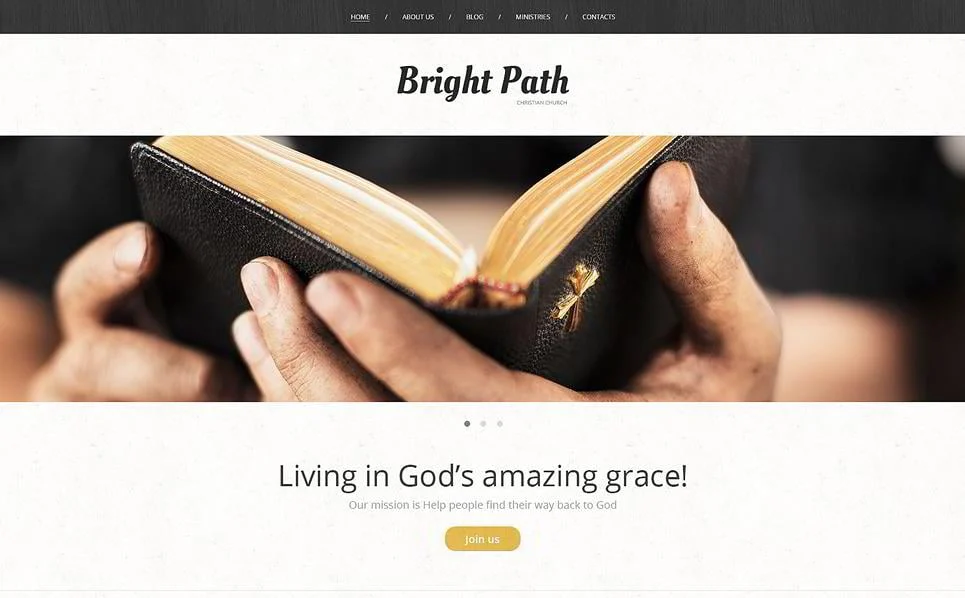 HOME / ABOUT US / BLOG / MINISTRIES / CONTACTS
Bright Path
CHRISTIAN CHURCH
Living in God's amazing grace!
Our mission is Help people find their way back to God
Join us